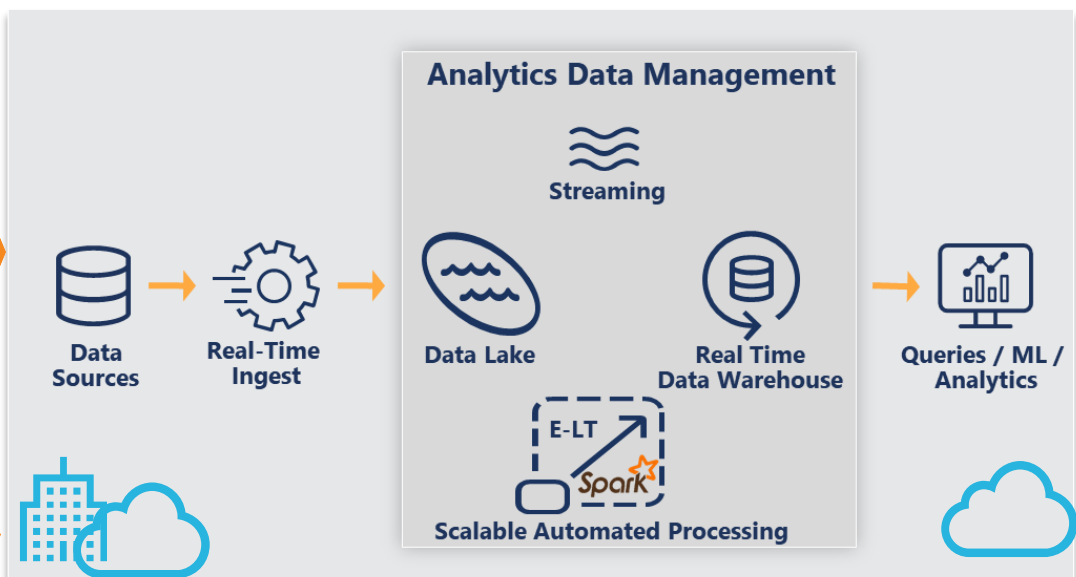 Analytics Data Management
Streaming
Data
Sources
Real-Time
Ingest
Data Lake
Real Time
Data Warehouse
Queries / ML /
Analytics
E-LT
Spark
Scalable Automated Processing